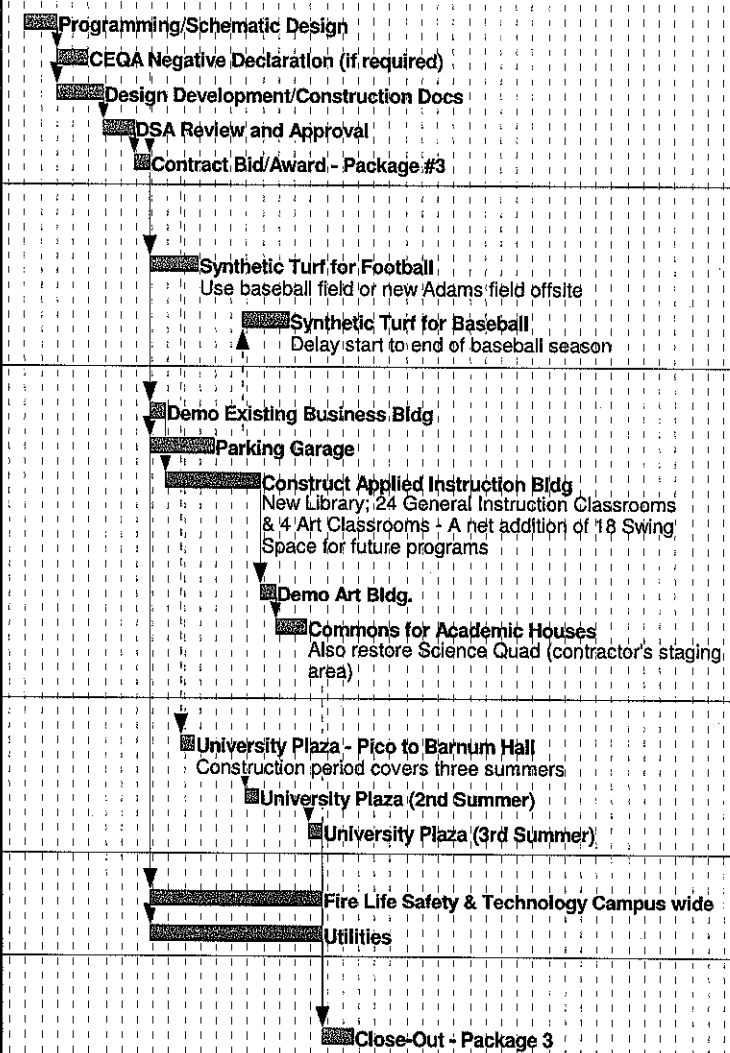 Programming/Schematic Design
CEQA Negative Declaration (if required)
Design Development/Construction Docs
DSA Review and Approval
Contract Bid/Award - Package #3
Synthetic Turf for Football
Use baseball field or new Adams field offsite
Synthetic Turf for Baseball
Delay start to end of baseball season
Demo Existing Business Bldg
Parking Garage
Construct Applied Instruction Bldg
New Library; 24 General Instruction Classrooms
& 4 Art Classrooms - A net addition of 18 Swing
Space for future programs
Demo Art Bldg.
Commons for Academic Houses
Also restore Science Quad (contractor's staging
area)
University Plaza - Pico to Barnum Hall
Construction period covers three summers
University Plaza (2nd Summer)
University Plaza (3rd Summer)
Fire Life Safety & Technology Campus wide
Utilities
Close-Out - Package 3